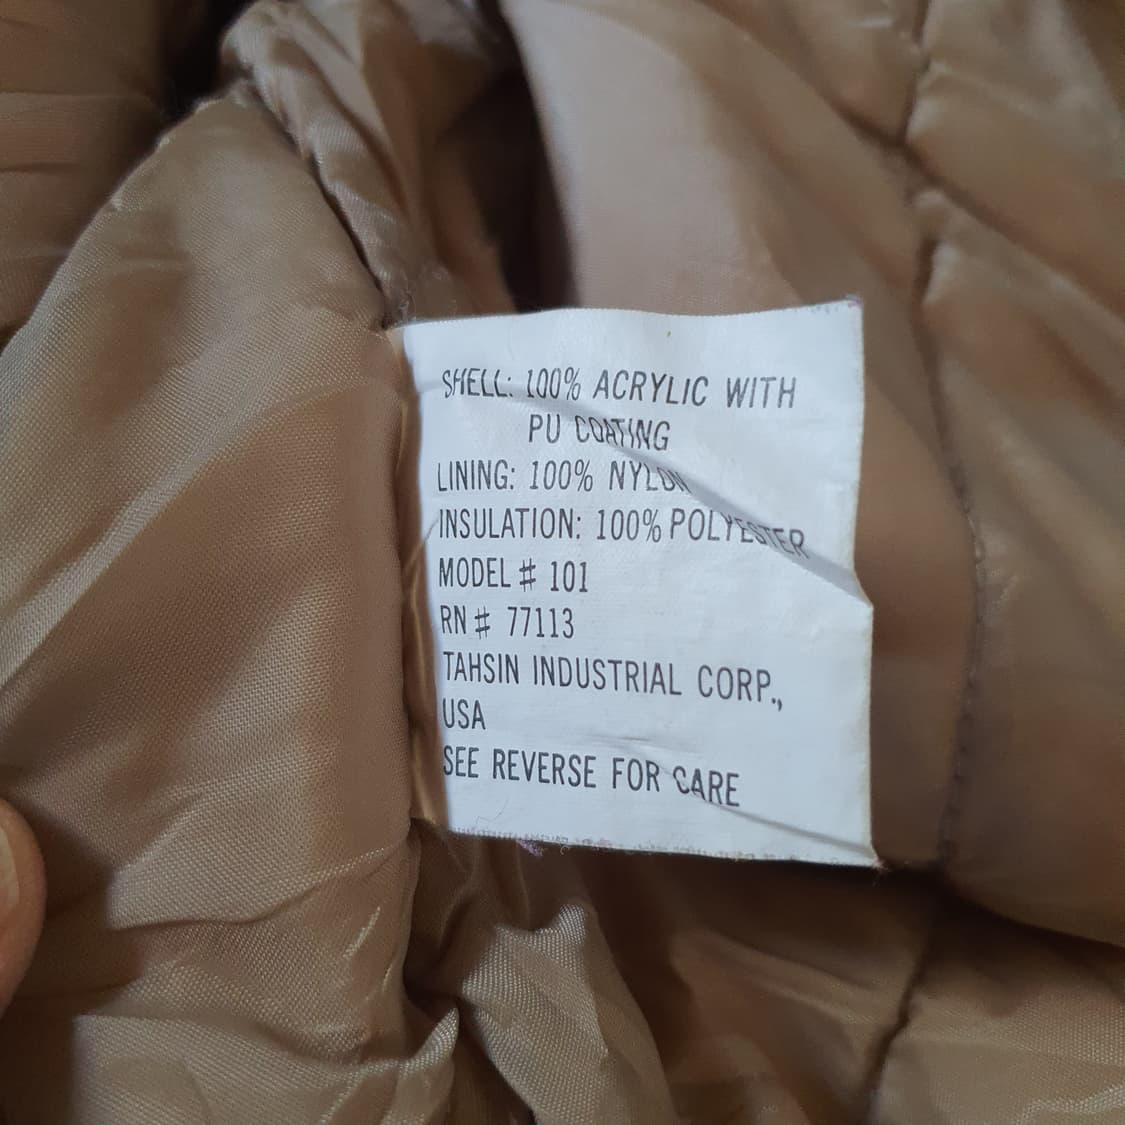 SHELL: 100% ACRYLIC WITH
PU COATING
LINING: 100% NYLON
INSULATION: 100% POLYESTER
MODEL # 101
RN # 77113
TAHSIN INDUSTRIAL CORP.,
USA
SEE REVERSE FOR CARE